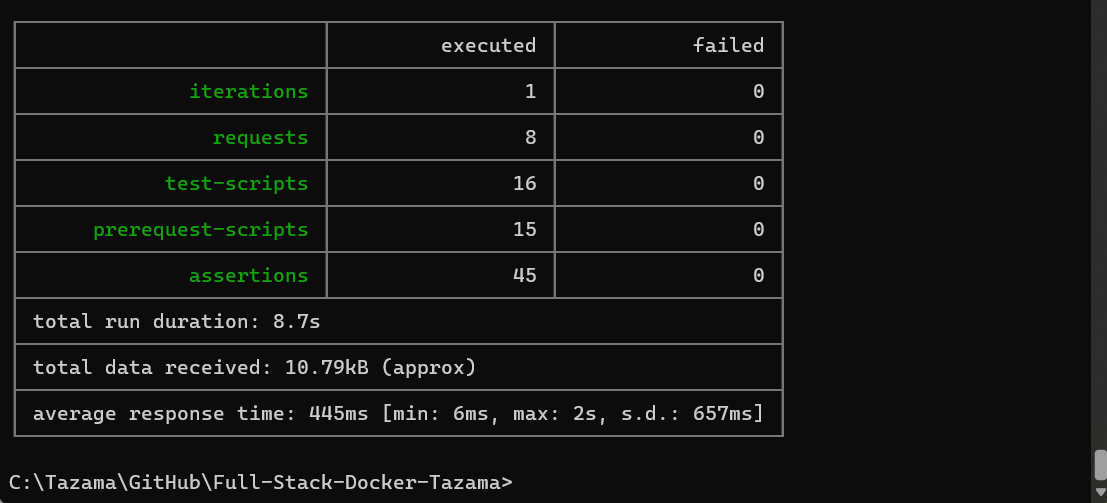 executed failed
iterations 1 0
requests 8 0
test-scripts 16 0
prerequest-scripts 15 0
assertions 45 0
total run duration: 8.7s
total data received: 10.79kB (approx)
average response time: 445ms [min: 6ms, max: 2s, s.d.: 657ms]
C:\Tazama\GitHub\Full-Stack-Docker-Tazama>